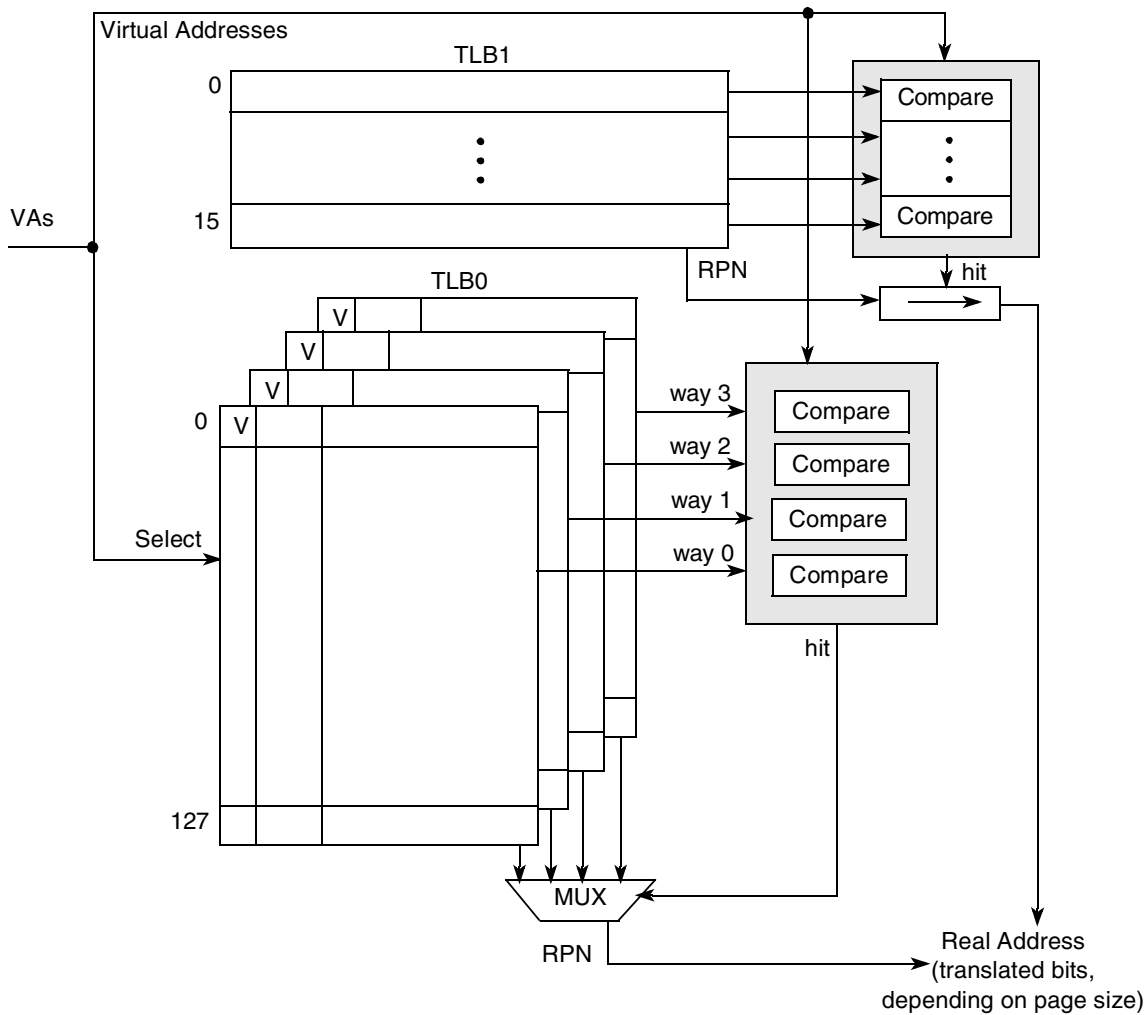 Virtual Addresses
TLB1
0
Compare
15
Compare
VAs
RPN
hit
TLB0
V
V
V
0
V
way 3
Compare
way 2
Compare
way 1
Compare
way 0
Compare
Select
hit
127
MUX
RPN
Real Address
(translated bits,
depending on page size)